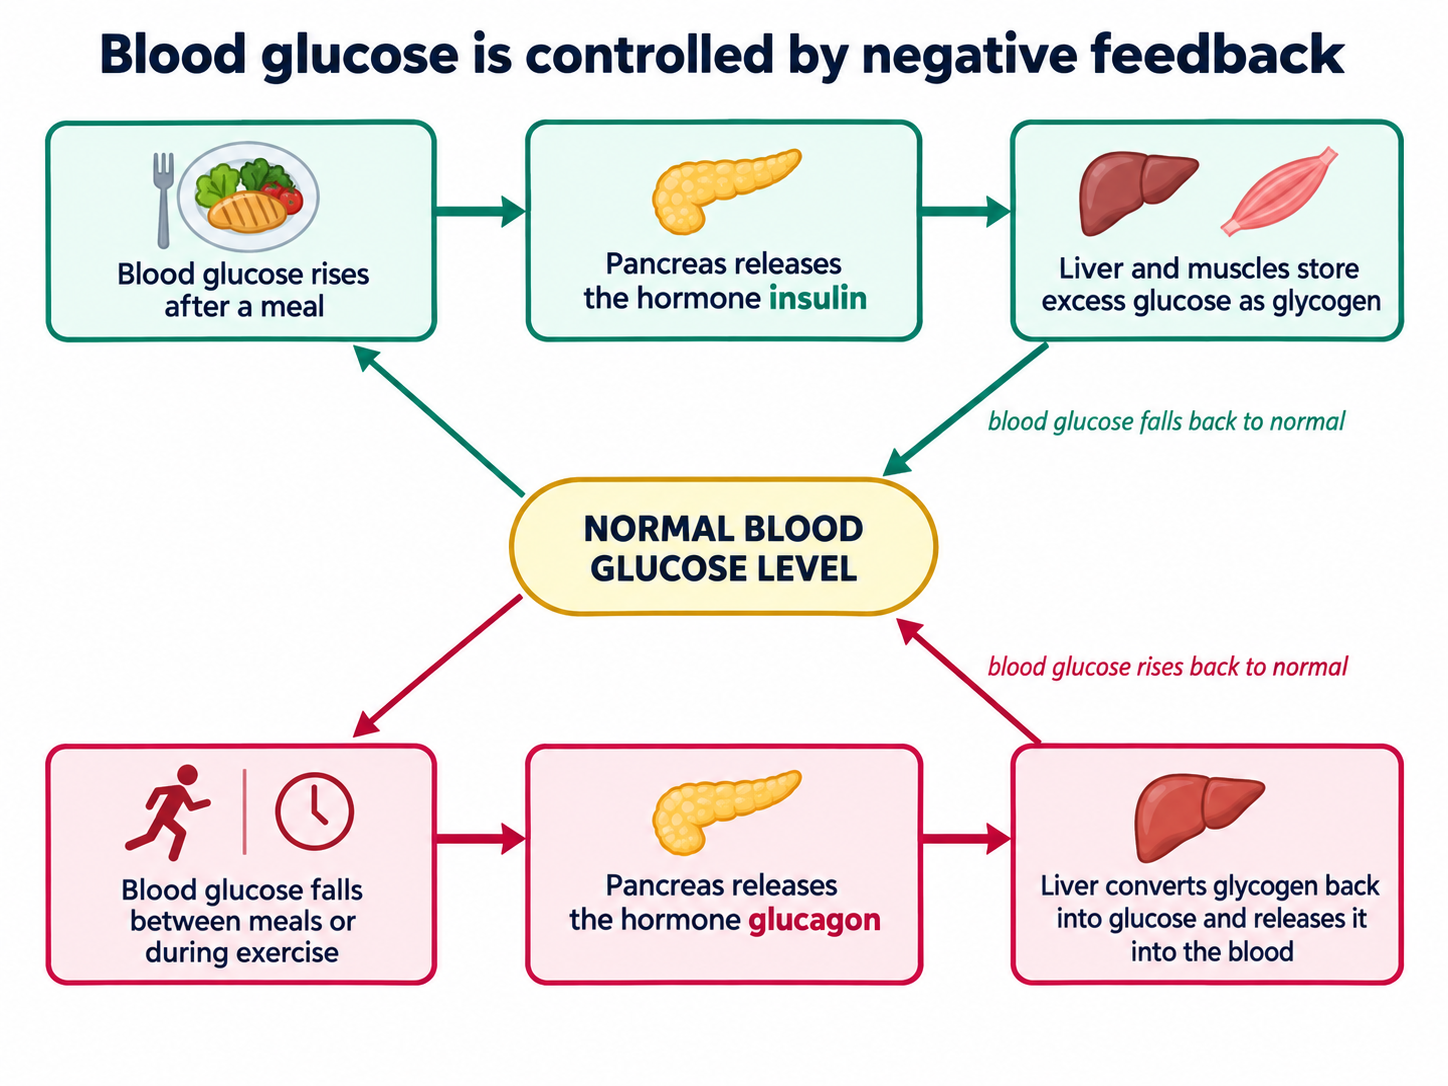 Blood glucose is controlled by negative feedback
Blood glucose rises
after a meal
Pancreas releases
the hormone insulin
Liver and muscles store
excess glucose as glycogen
blood glucose falls back to normal
NORMAL BLOOD
GLUCOSE LEVEL
blood glucose rises back to normal
Blood glucose falls
between meals or
during exercise
Pancreas releases
the hormone glucagon
Liver converts glycogen back
into glucose and releases it
into the blood